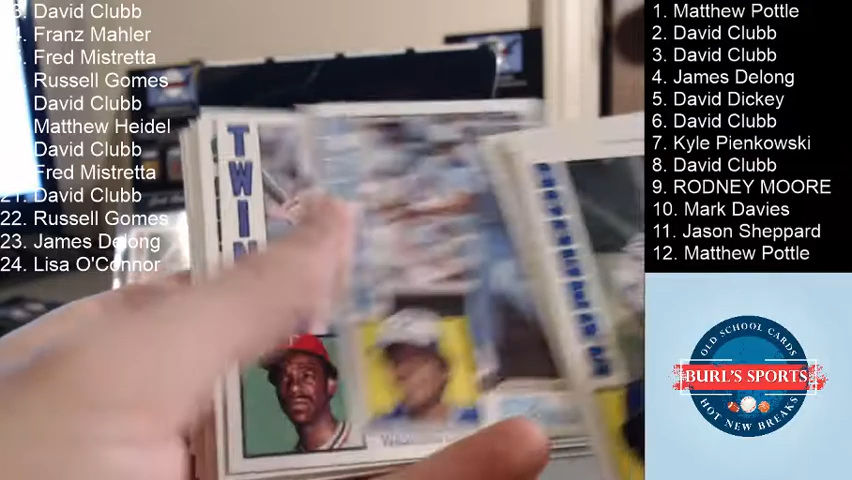 3. David Clubb
4. Franz Mahler
Fred Mistretta
Russell Gomes
David Clubb
Matthew Heidel
David Clubb
Fred Mistretta
21. David Clubb
22. Russell Gomes
23. James Delong
24. Lisa O'Connor
TWIN
1. Matthew Pottle
2. David Clubb
3. David Clubb
4. James Delong
5. David Dickey
6. David Clubb
7. Kyle Pienkowski
8. David Clubb
9. RODNEY MOORE
10. Mark Davies
11. Jason Sheppard
12. Matthew Pottle
OLD SCHOOL CARDS
BURL'S SPORTS
HOT NEW BREAKS